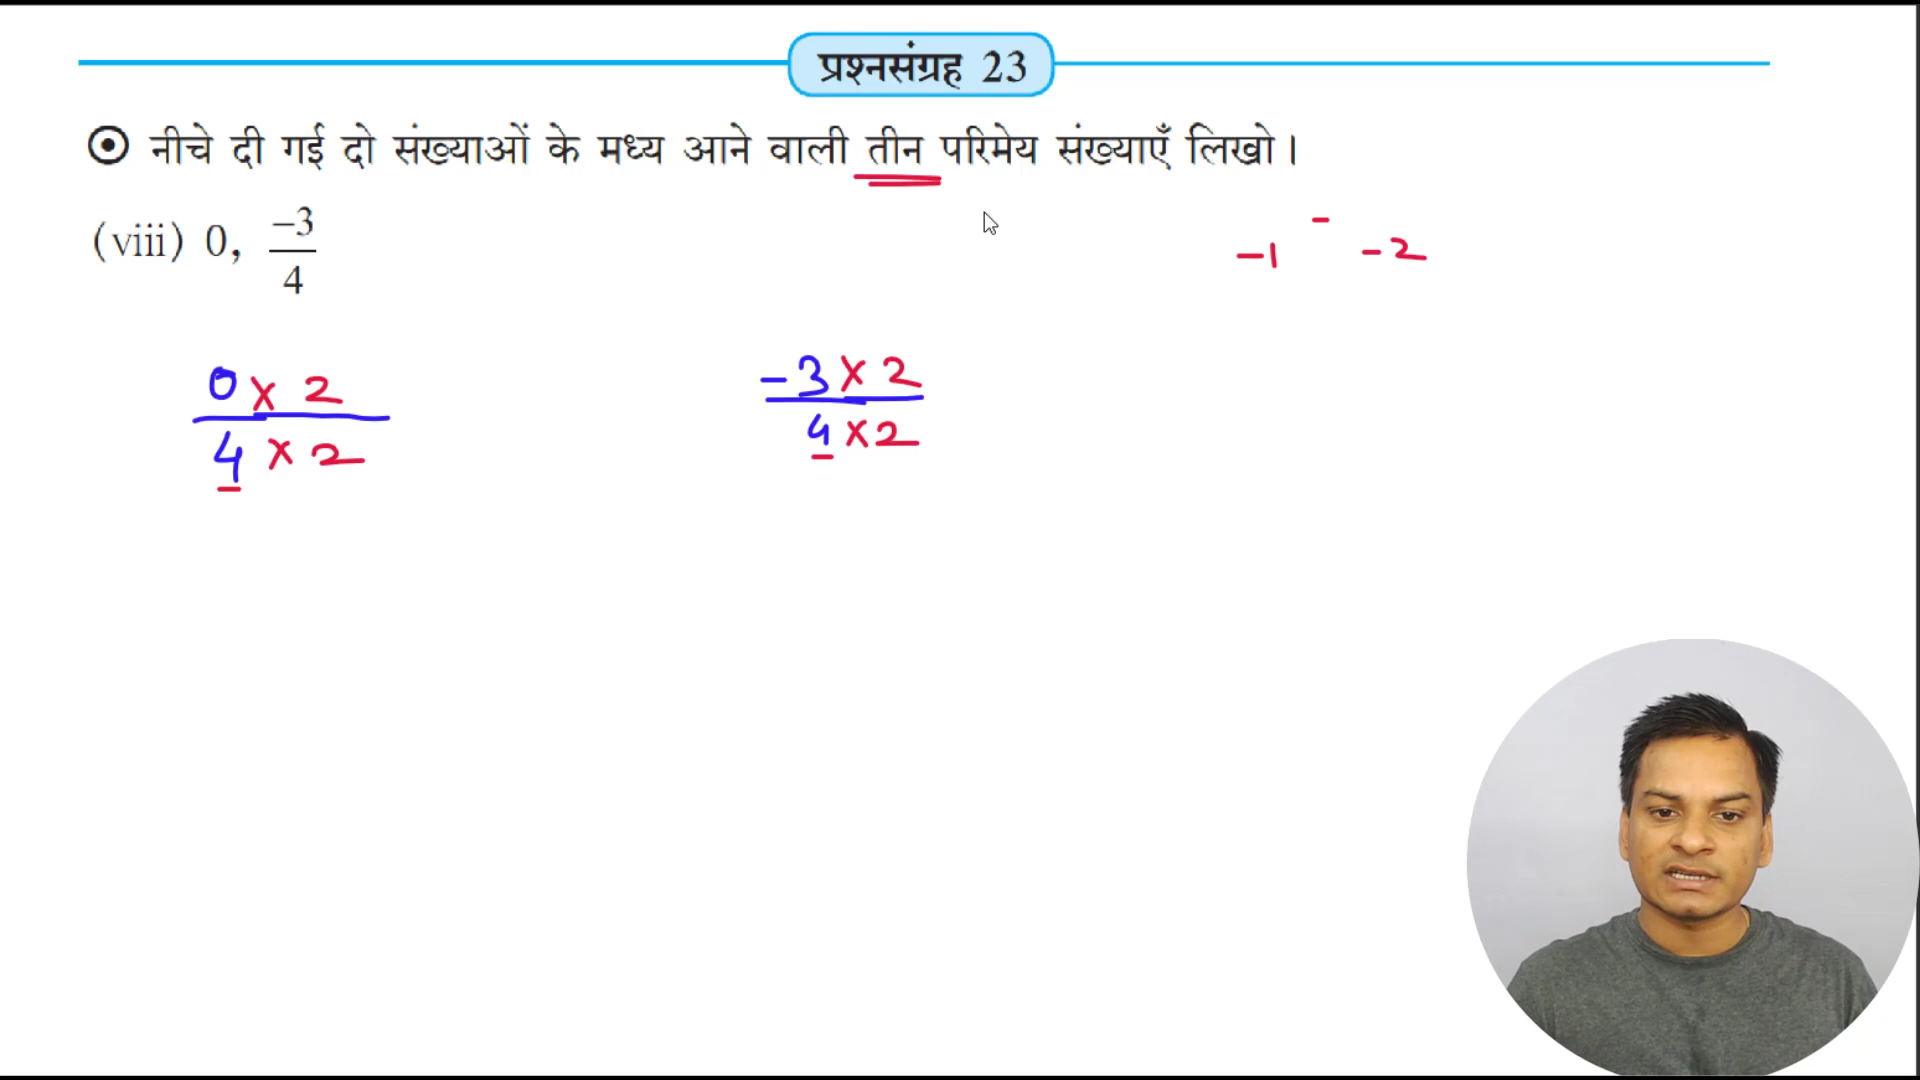 प्रश्नसंग्रह 23
नीचे दी गई दो संख्याओं के मध्य आने वाली तीन परिमेय संख्याएँ लिखो।
(viii) 0, -3/4
-1 - -2
0 × 2 / 4 × 2
-3 × 2 / 4 × 2